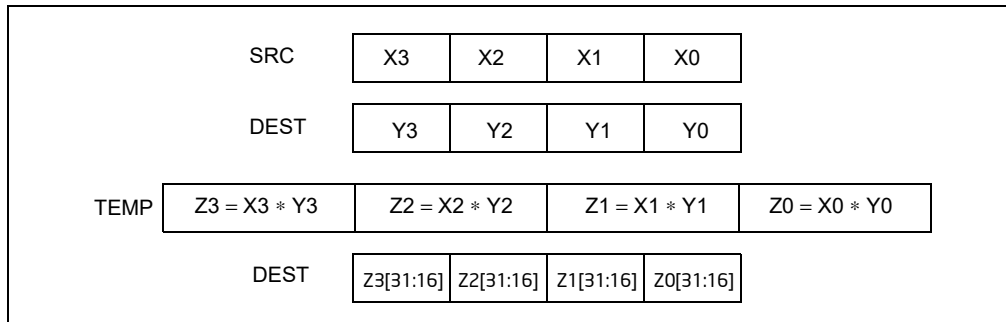 SRC X3 X2 X1 X0
DEST Y3 Y2 Y1 Y0
TEMP Z3 = X3 ∗ Y3 Z2 = X2 ∗ Y2 Z1 = X1 ∗ Y1 Z0 = X0 ∗ Y0
DEST Z3[31:16] Z2[31:16] Z1[31:16] Z0[31:16]